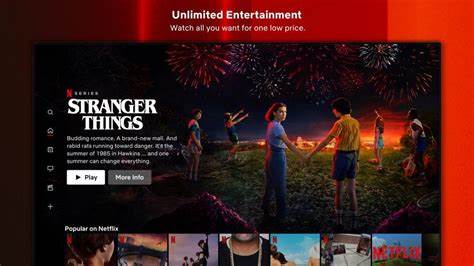 Unlimited Entertainment
Watch all you want for one low price.
N SERIES
STRANGER
THINGS
Budding romance. A brand-new mall. And
rabid rats running toward danger. It's the
summer of 1985 in Hawkins ... and one
summer can change everything.
Play
More Info
Popular on Netflix
NETFLIX